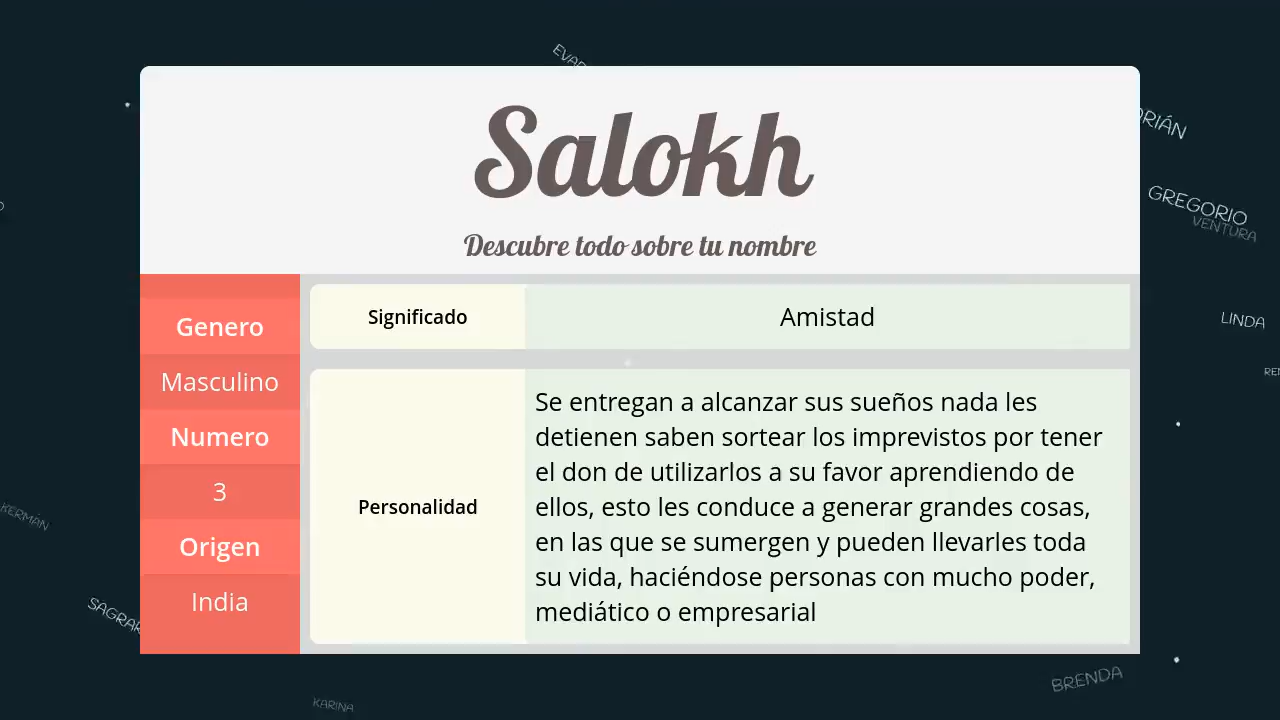 Salokh
Descubre todo sobre tu nombre
Genero
Masculino
Numero
3
Origen
India
Significado
Amistad
Personalidad
Se entregan a alcanzar sus sueños nada les
detienen saben sortear los imprevistos por tener
el don de utilizarlos a su favor aprendiendo de
ellos, esto les conduce a generar grandes cosas,
en las que se sumergen y pueden llevarles toda
su vida, haciéndose personas con mucho poder,
mediático o empresarial
GREGORIO
VENTURA
LINDA
KERMÁN
BRENDA
KARINA